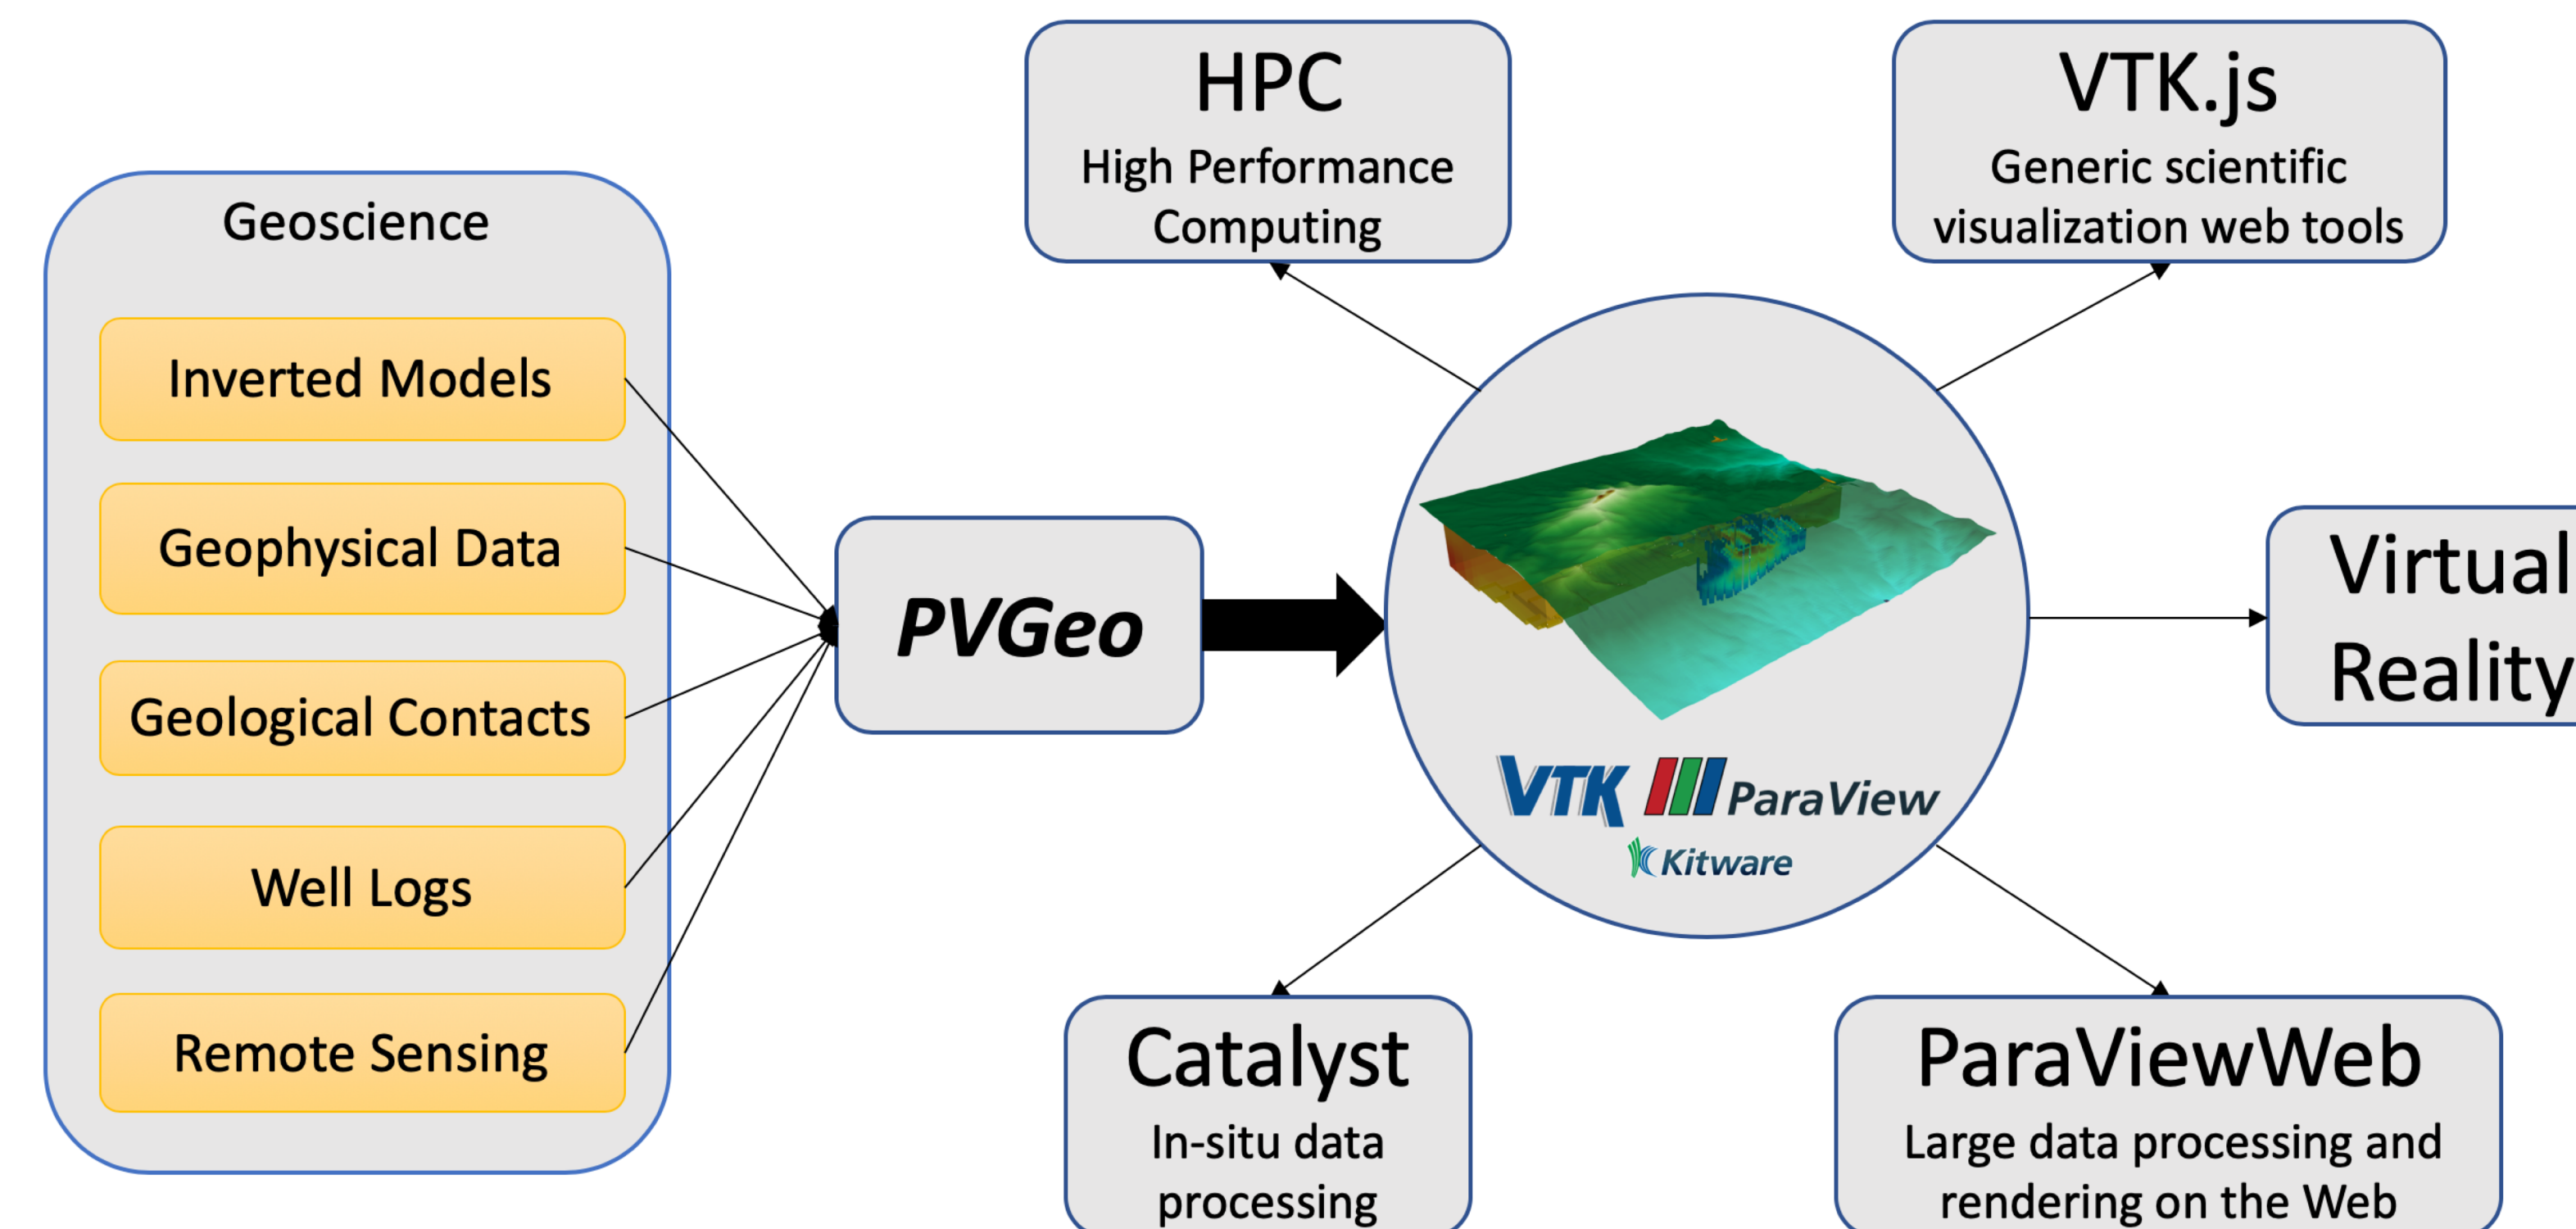 Geoscience
Inverted Models
Geophysical Data
Geological Contacts
Well Logs
Remote Sensing
PVGeo
HPC
High Performance
Computing
VTK.js
Generic scientific
visualization web tools
VTK ParaView
Kitware
Virtual
Reality
Catalyst
In-situ data
processing
ParaViewWeb
Large data processing and
rendering on the Web